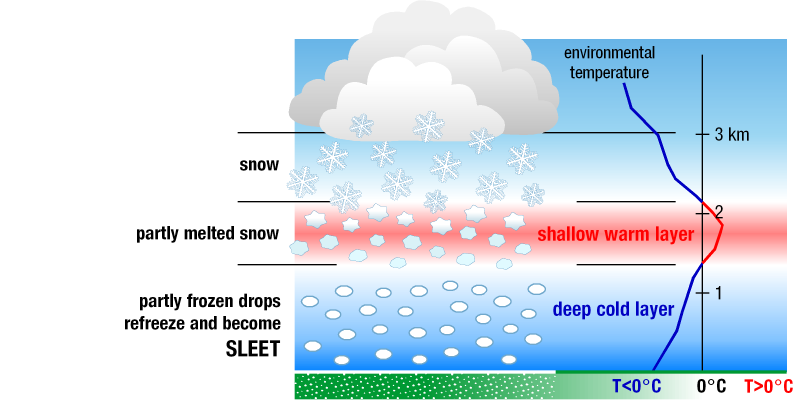 environmental
temperature
3 km
snow
2
partly melted snow
shallow warm layer
1
partly frozen drops
refreeze and become
SLEET
deep cold layer
T<0°C
0°C
T>0°C